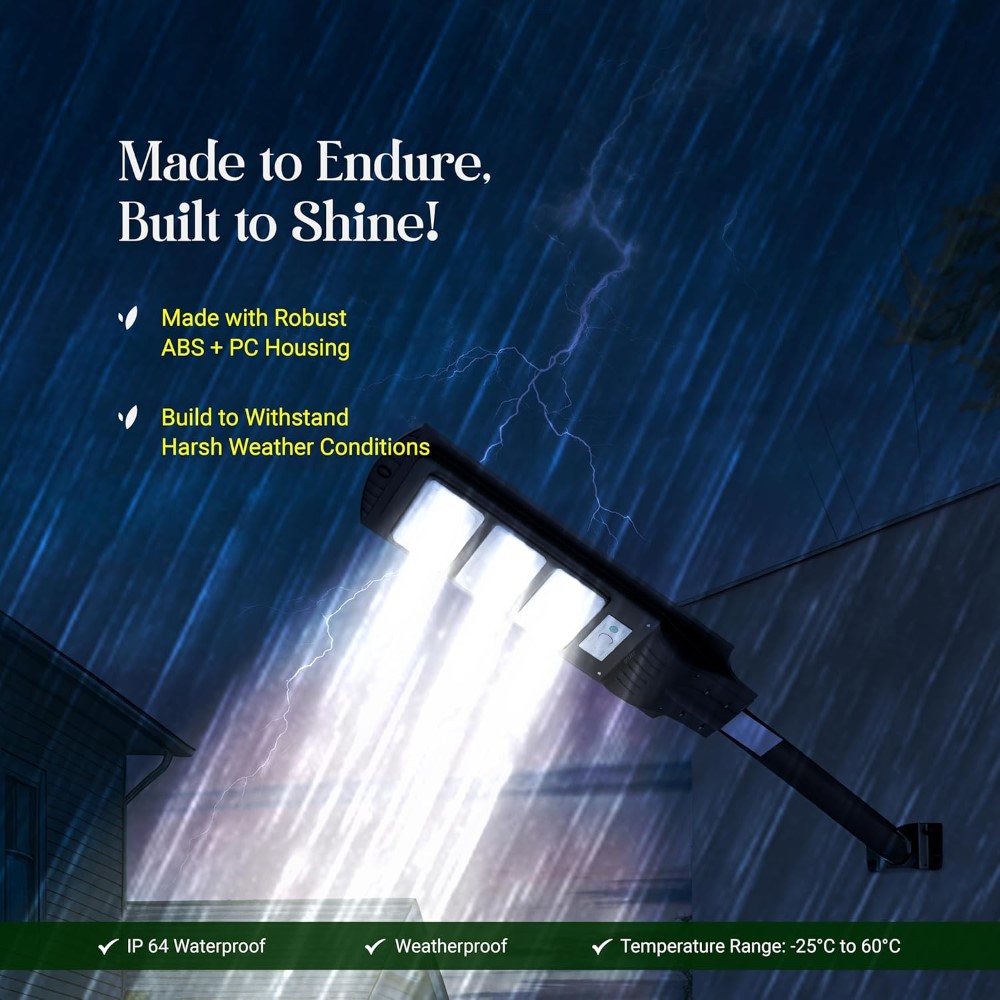 Made to Endure,
Built to Shine!
Made with Robust
ABS + PC Housing
Build to Withstand
Harsh Weather Conditions
IP 64 Waterproof
Weatherproof
Temperature Range: -25°C to 60°C